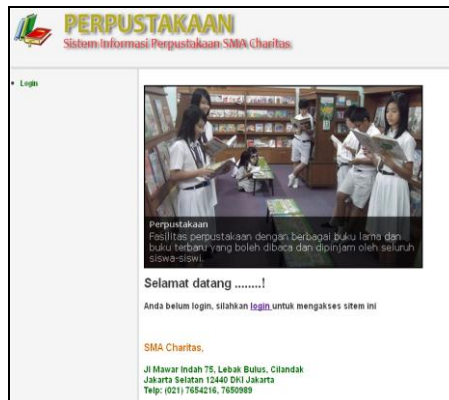 PERPUSTAKAAN
Sistem Informasi Perpustakaan SMA Charitas
Login
Perpustakaan
Fasilitas perpustakaan dengan berbagai buku lama dan
buku terbaru yang boleh dibaca dan dipinjam oleh seluruh
siswa-siswi.
Selamat datang ........!
Anda belum login, silahkan login untuk mengakses sitem ini
SMA Charitas,
Jl Mawar Indah 75, Lebak Bulus, Cilandak
Jakarta Selatan 12440 DKI Jakarta
Telp: (021) 7654216, 7650989